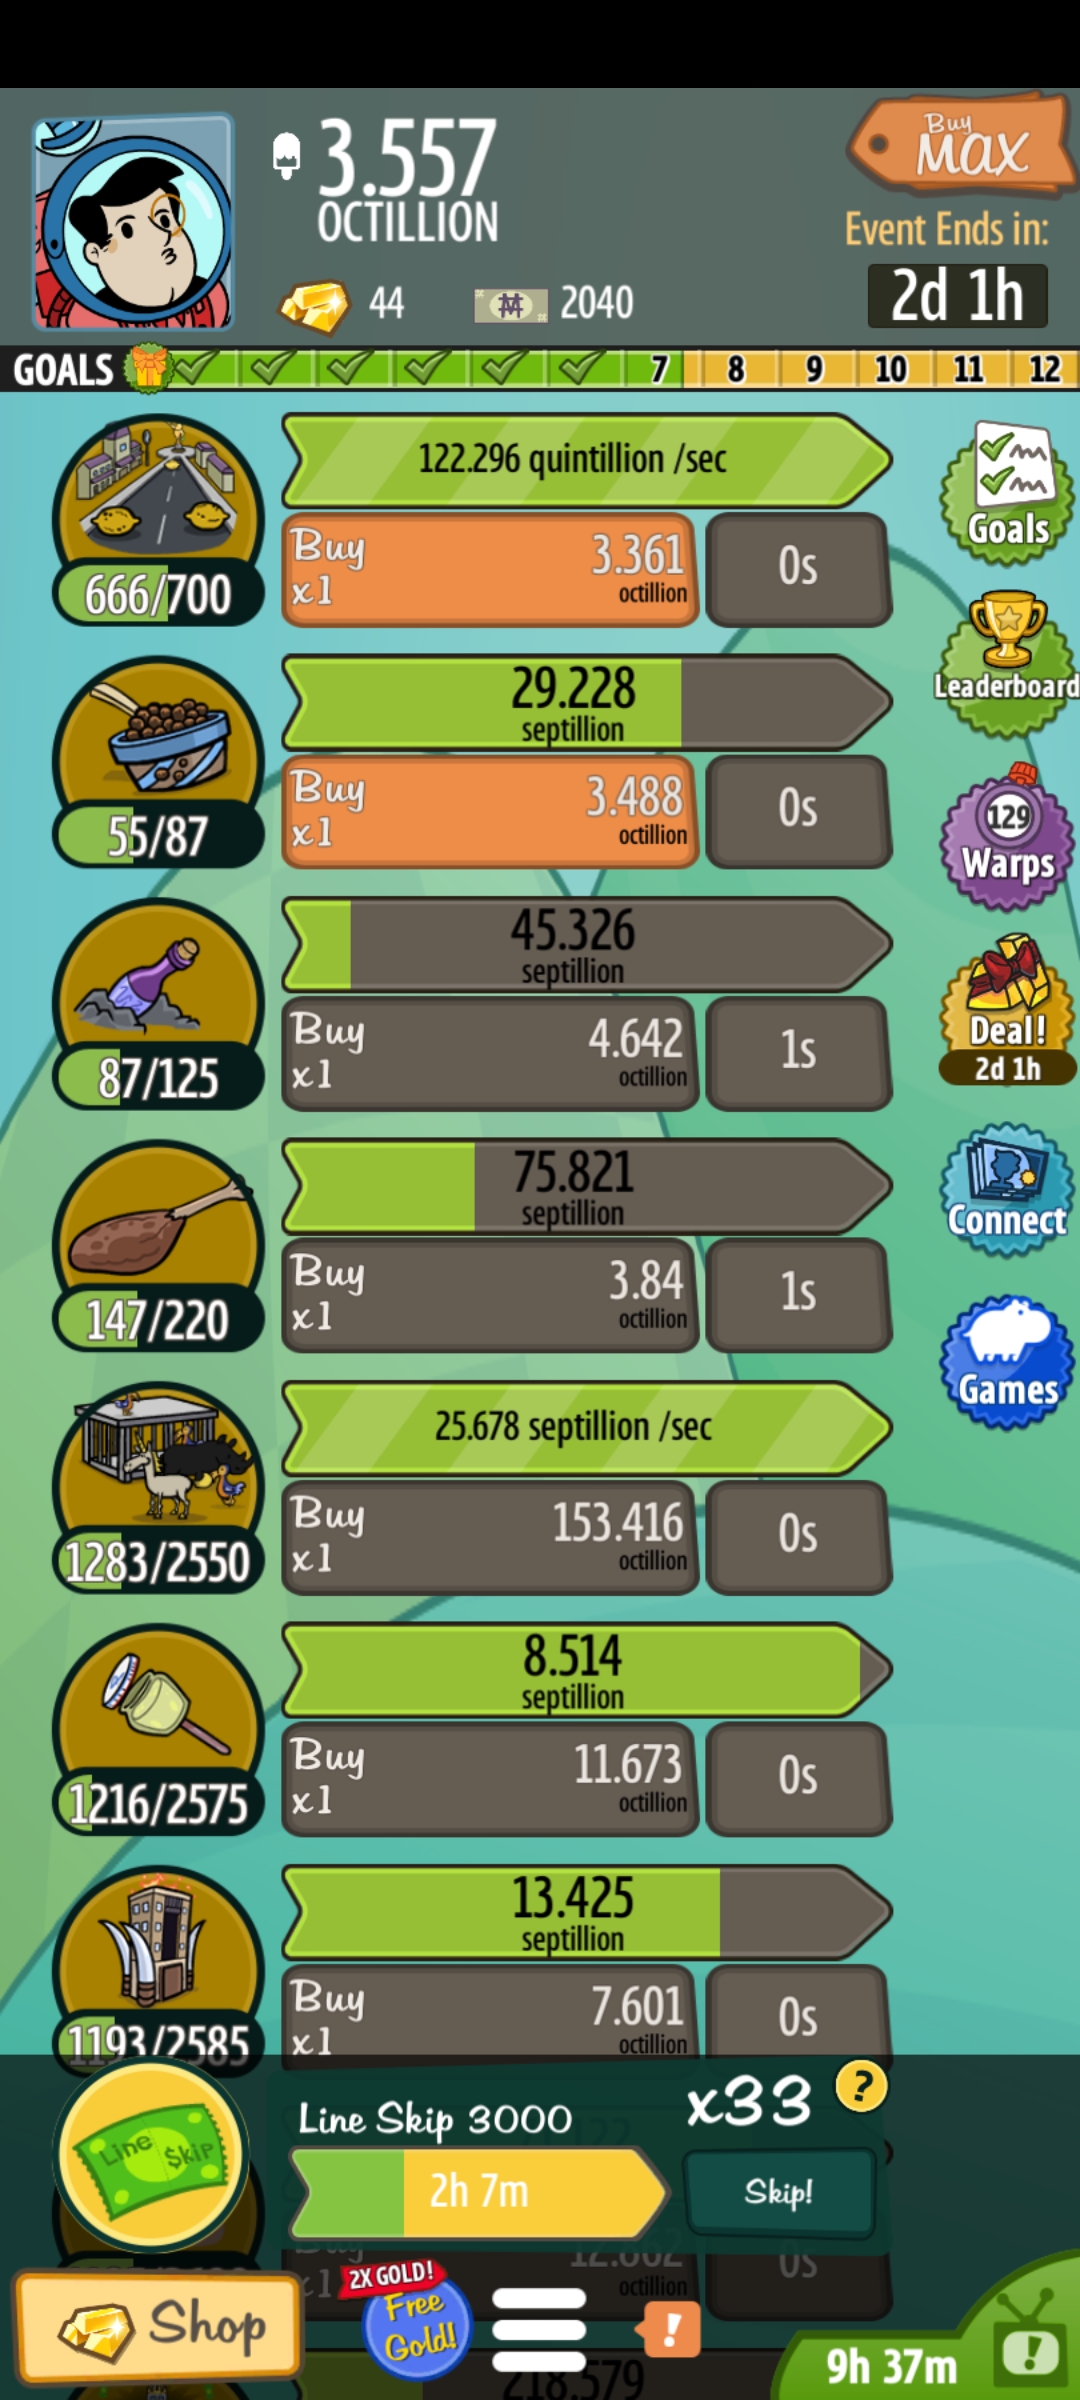 3.557
OCTILLION
44
2040
Buy
MAX
Event Ends in:
2d 1h
GOALS 7 8 9 10 11 12
122.296 quintillion /sec
Buy
x1
3.361
octillion
0s
666/700
29.228
septillion
Buy
x1
3.488
octillion
0s
55/87
45.326
septillion
Buy
x1
4.642
octillion
1s
87/125
75.821
septillion
Buy
x1
3.84
octillion
1s
147/220
25.678 septillion /sec
Buy
x1
153.416
octillion
0s
1283/2550
8.514
septillion
Buy
x1
11.673
octillion
0s
1216/2575
13.425
septillion
Buy
x1
7.601
octillion
0s
1193/2585
Goals
Leaderboard
129
Warps
Deal!
2d 1h
Connect
Games
Line $kip
Line Skip 3000
x33
?
2h 7m
Skip!
Buy
x1
12.862
octillion
0s
Shop
2X GOLD!
Free
Gold!
!
218.579
9h 37m
!